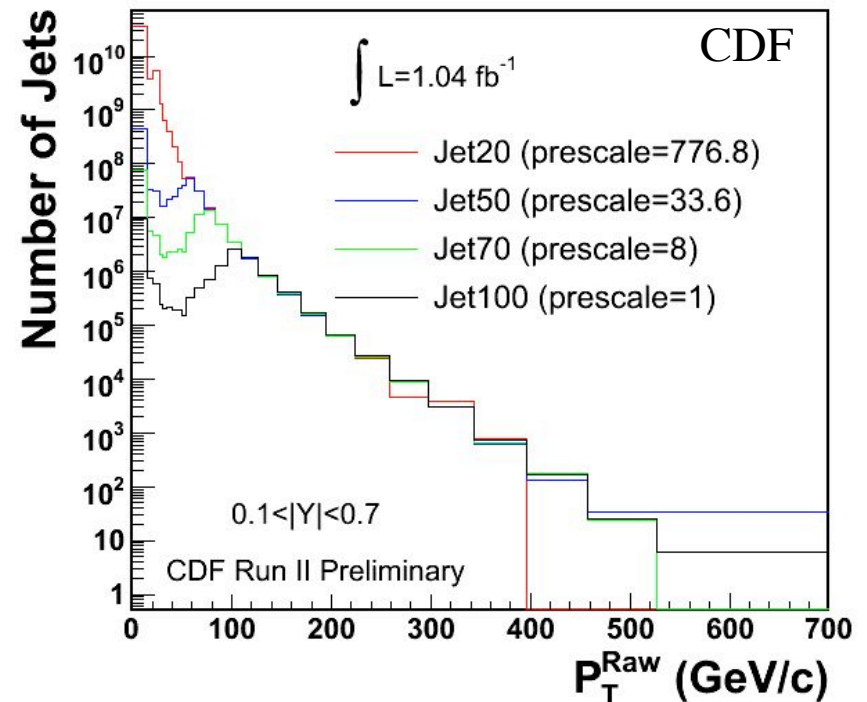 CDF
∫ L=1.04 fb⁻¹
Jet20 (prescale=776.8)
Jet50 (prescale=33.6)
Jet70 (prescale=8)
Jet100 (prescale=1)
0.1<|Y|<0.7
CDF Run II Preliminary
Number of Jets
10¹⁰
10⁹
10⁸
10⁷
10⁶
10⁵
10⁴
10³
10²
10
1
0 100 200 300 400 500 600 700
P_T^Raw (GeV/c)